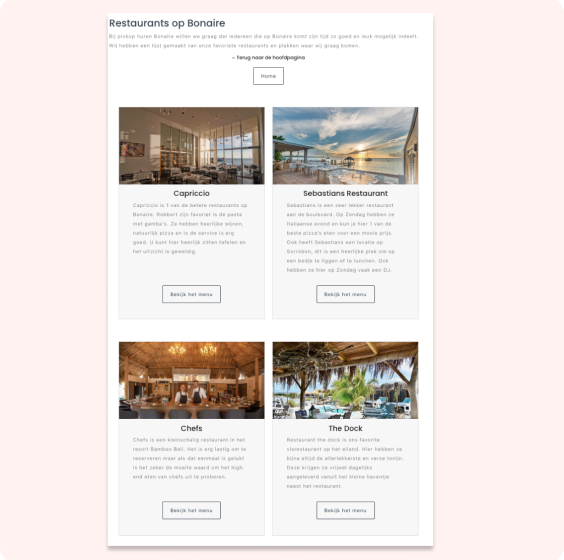 Restaurants op Bonaire
Bij pickup huren Bonaire willen we graag dat iedereen die op Bonaire komt zijn tijd zo goed en leuk mogelijk indeelt.
Wij hebben een lijst gemaakt van onze favoriete restaurants en plekken waar wij graag komen.
– Terug naar de hoofdpagina
Home
Capriccio
Capriccio is 1 van de betere restaurants op
Bonaire. Robbert zijn favoriet is de pasta
met gamba's. Ze hebben heerlijke wijnen,
natuurlijk pizza en is de service is erg
goed. U kunt hier heerlijk zitten tafelen en
het uitzicht is geweldig.
Bekijk het menu
Sebastians Restaurant
Sebastians is een zeer lekker restaurant
aan de boulevard. Op Zondag hebben ze
Italiaanse avond en kun je hier 1 van de
beste pizza's eten voor een mooie prijs.
Ook heeft Sebastians een locatie op
Sorrobon, dit is een heerlijke plek om op
een bedje te liggen of te lunchen. Ook
hebben ze hier op Zondag vaak een DJ.
Bekijk het menu
Chefs
Chefs is een kleinschalig restaurant in het
resort Bamboo Bali. Het is erg lastig om te
reserveren maar als dat eenmaal is gelukt
is het zeker de moeite waard om het high
end eten van chefs uit te proberen.
Bekijk het menu
The Dock
Restaurant the dock is ons favorite
visrestaurant op het eiland. Hier hebben ze
bijna altijd de allerlekkerste en verse tonijn.
Deze krijgen ze vrijwel dagelijks
aangeleverd vanuit het kleine haventje
naast het restaurant.
Bekijk het menu